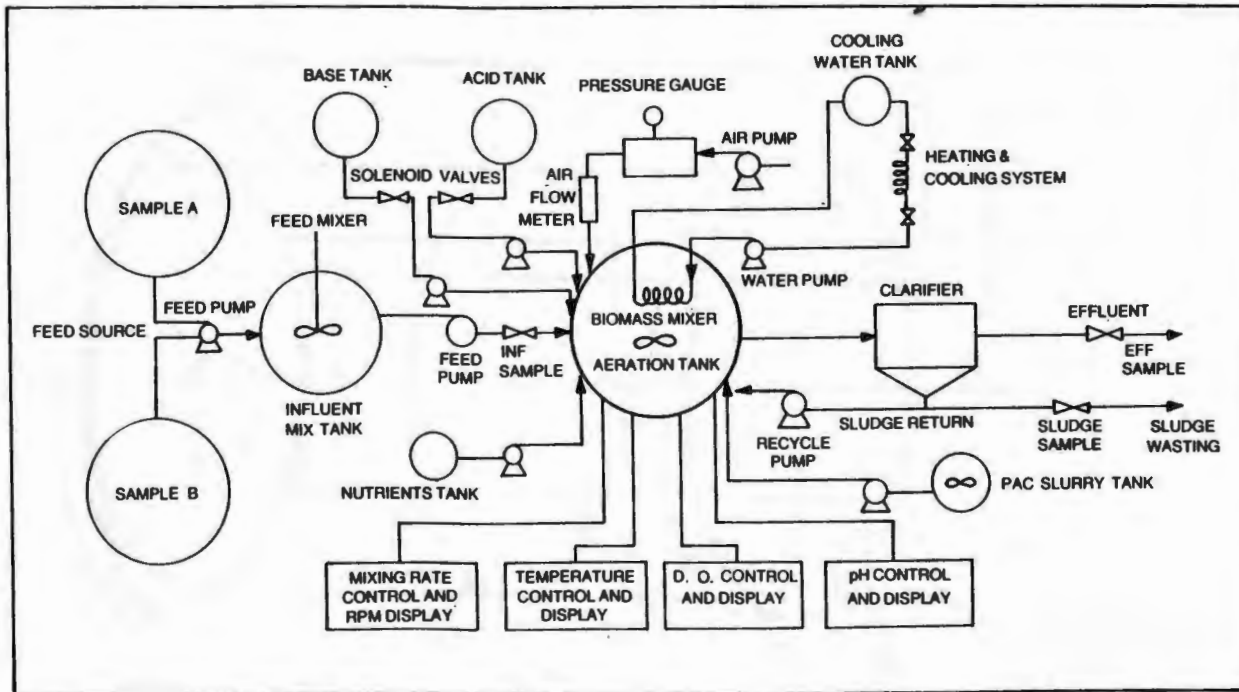 COOLING
WATER TANK
BASE TANK
ACID TANK
PRESSURE GAUGE
AIR PUMP
HEATING &
COOLING SYSTEM
SOLENOID VALVES
AIR
FLOW
METER
SAMPLE A
FEED MIXER
WATER PUMP
CLARIFIER
FEED PUMP
FEED SOURCE
BIOMASS MIXER
AERATION TANK
EFFLUENT
EFF
SAMPLE
FEED
PUMP
INF
SAMPLE
INFLUENT
MIX TANK
RECYCLE
PUMP
SLUDGE RETURN
SLUDGE
SAMPLE
SLUDGE
WASTING
SAMPLE B
NUTRIENTS TANK
PAC SLURRY TANK
MIXING RATE
CONTROL AND
RPM DISPLAY
TEMPERATURE
CONTROL AND
DISPLAY
D. O. CONTROL
AND DISPLAY
pH CONTROL
AND DISPLAY